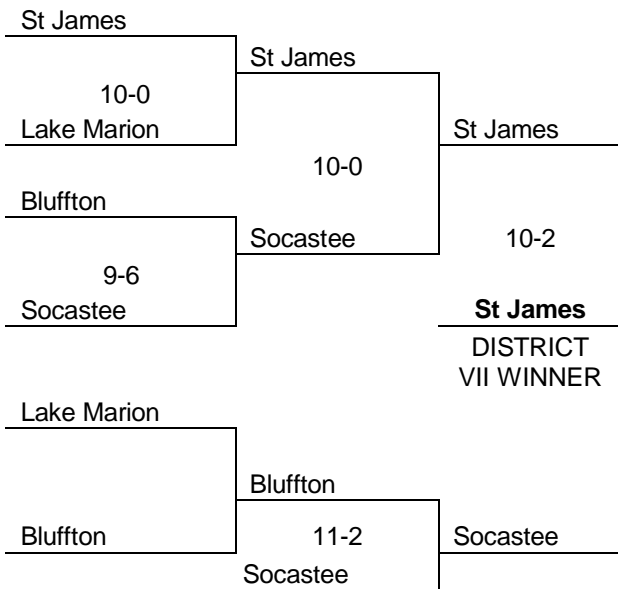 St James
St James
10-0
Lake Marion
St James
10-0
Bluffton
Socastee
10-2
9-6
Socastee
St James
DISTRICT
VII WINNER
Lake Marion
Bluffton
Bluffton
11-2
Socastee
Socastee